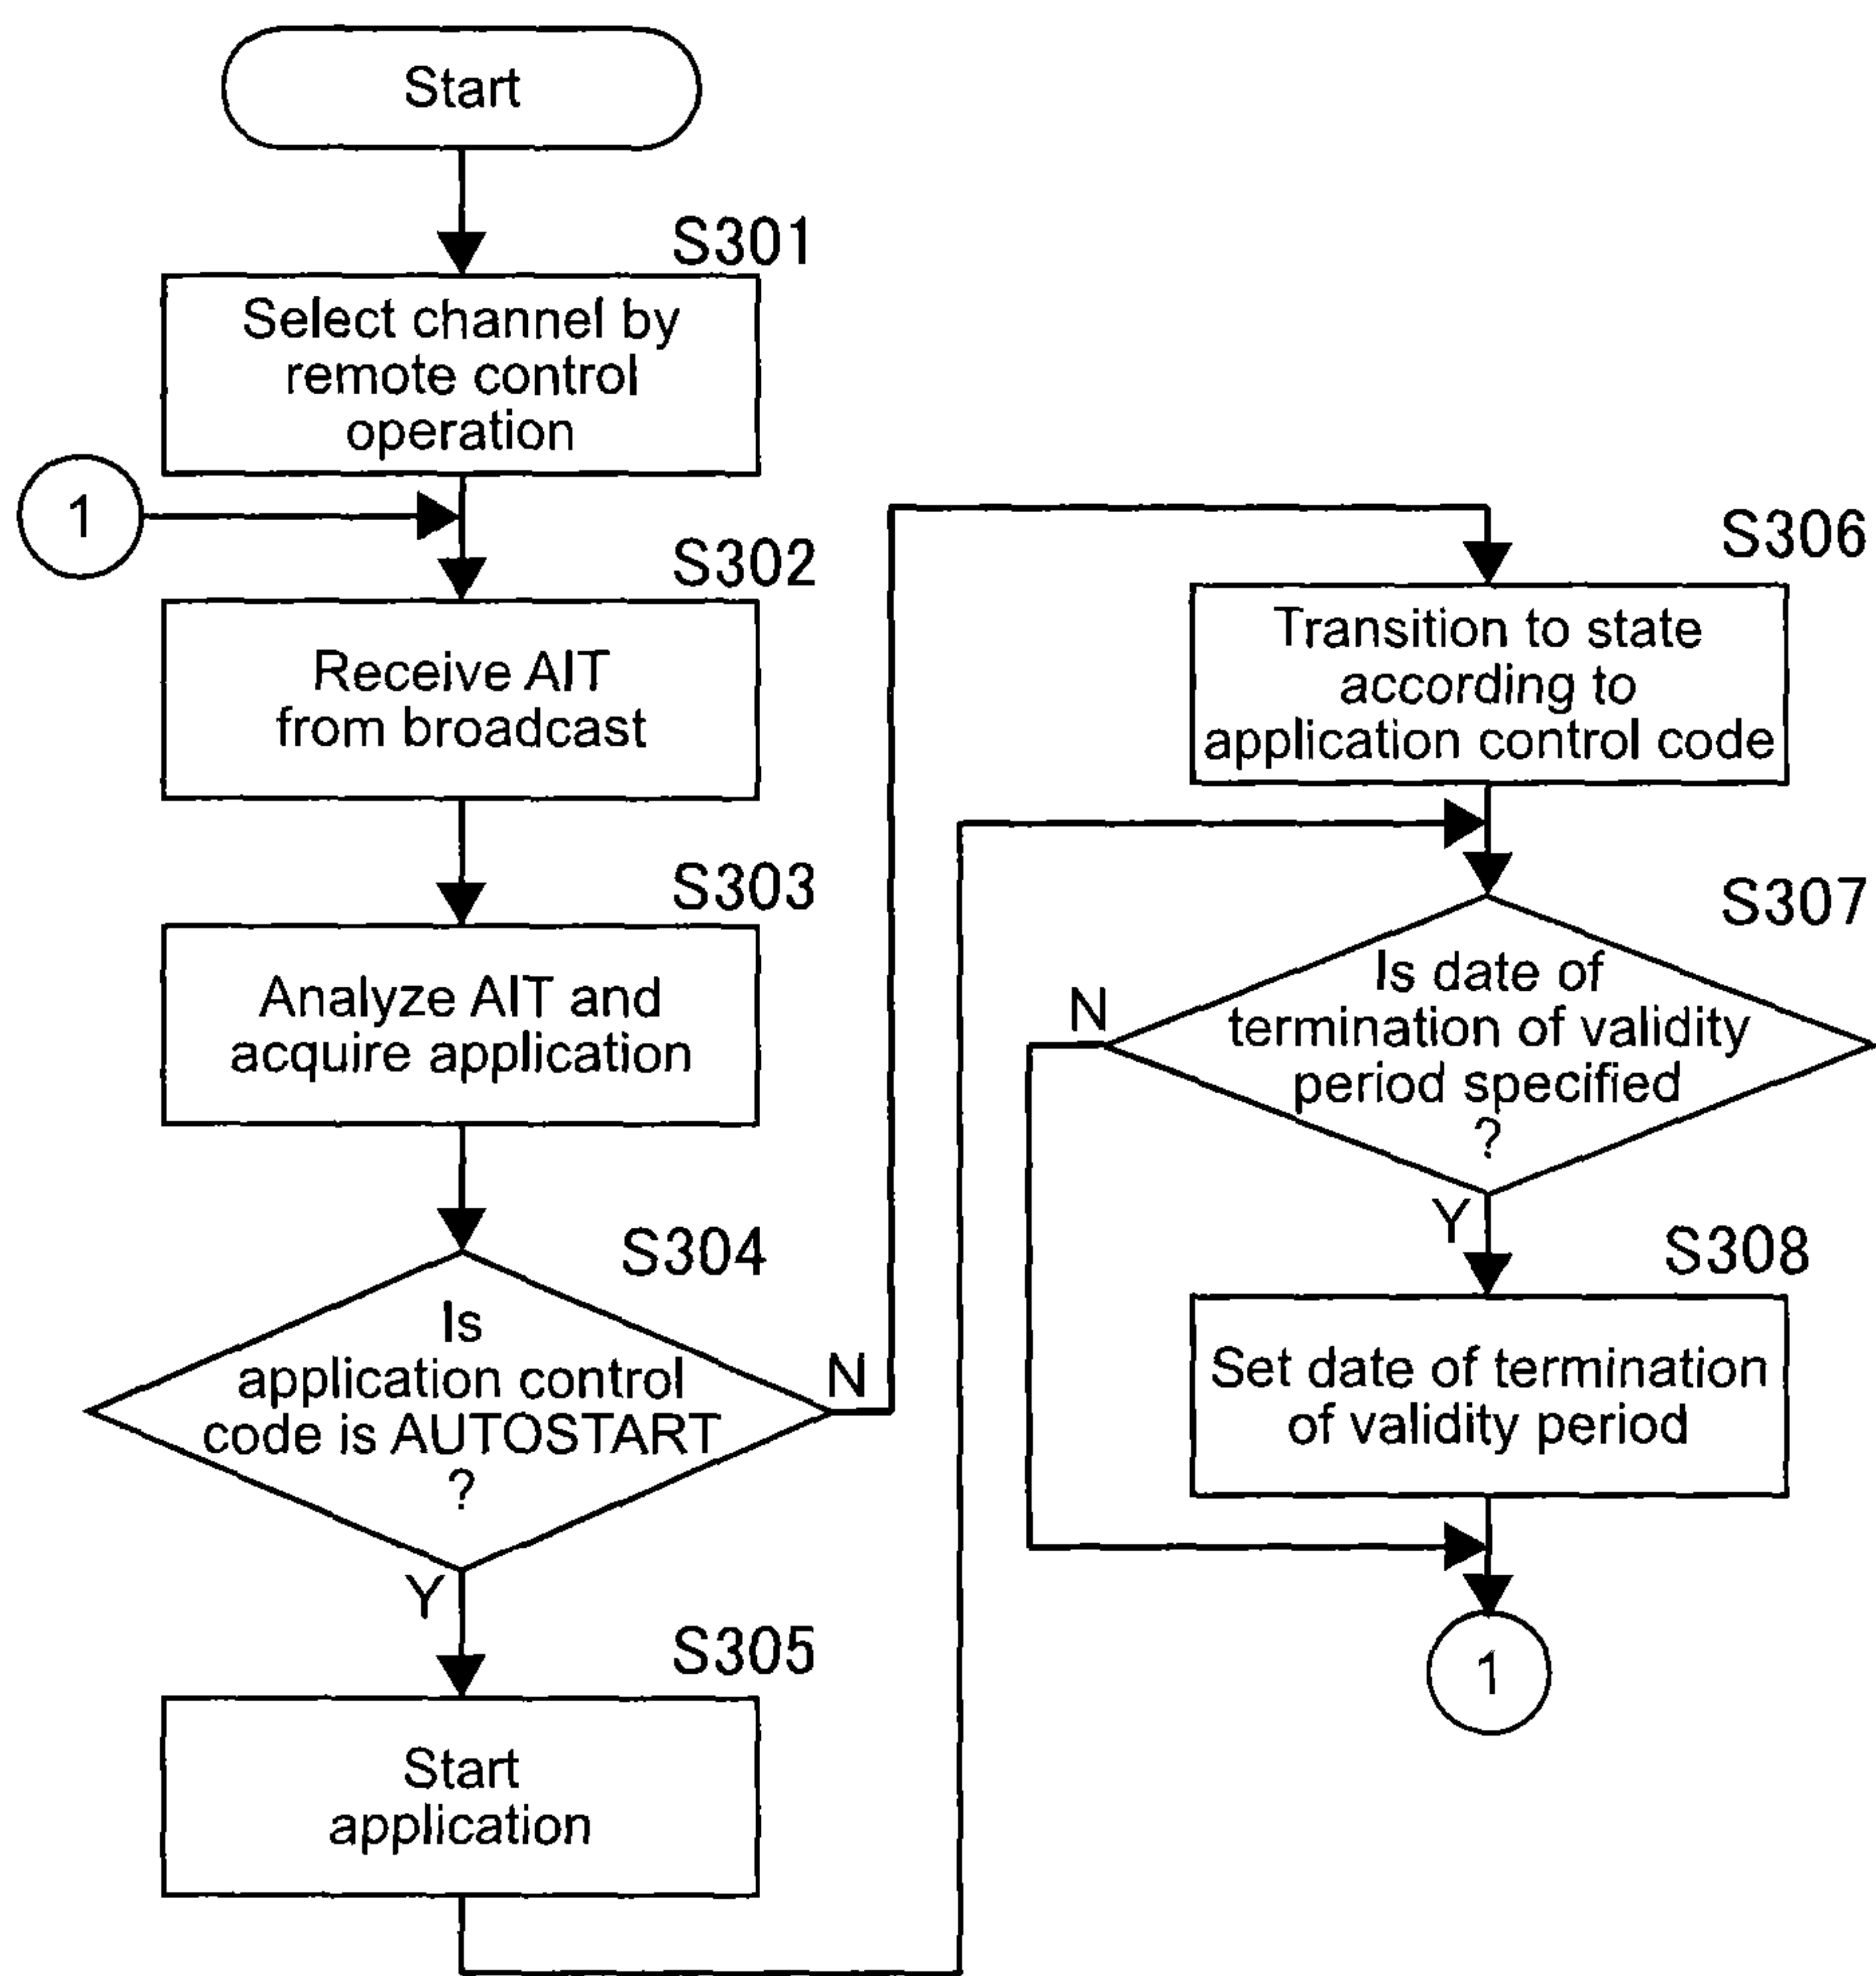 Start
S301
Select channel by
remote control
operation
1
S302
Receive AIT
from broadcast
S303
Analyze AIT and
acquire application
S304
Is
application control
code is AUTOSTART
?
N
Y
S305
Start
application
S306
Transition to state
according to
application control code
S307
Is date of
termination of validity
period specified
?
N
Y
S308
Set date of termination
of validity period
1